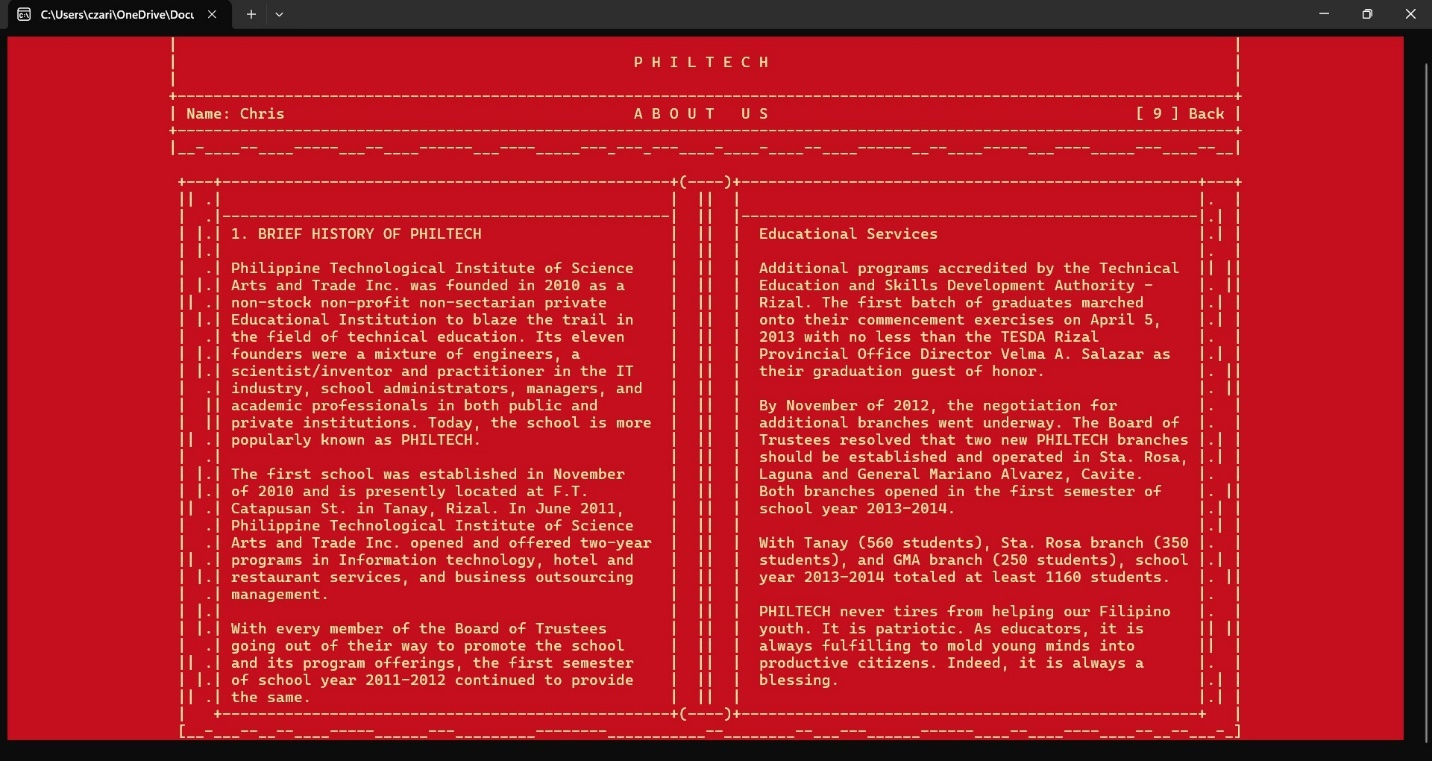 C:\Users\czari\OneDrive\Docu
P H I L T E C H
Name: Chris
A B O U T   U S
[ 9 ] Back
1. BRIEF HISTORY OF PHILTECH
Philippine Technological Institute of Science
Arts and Trade Inc. was founded in 2010 as a
non-stock non-profit non-sectarian private
Educational Institution to blaze the trail in
the field of technical education. Its eleven
founders were a mixture of engineers, a
scientist/inventor and practitioner in the IT
industry, school administrators, managers, and
academic professionals in both public and
private institutions. Today, the school is more
popularly known as PHILTECH.
The first school was established in November
of 2010 and is presently located at F.T.
Catapusan St. in Tanay, Rizal. In June 2011,
Philippine Technological Institute of Science
Arts and Trade Inc. opened and offered two-year
programs in Information technology, hotel and
restaurant services, and business outsourcing
management.
With every member of the Board of Trustees
going out of their way to promote the school
and its program offerings, the first semester
of school year 2011-2012 continued to provide
the same.
Educational Services
Additional programs accredited by the Technical
Education and Skills Development Authority -
Rizal. The first batch of graduates marched
onto their commencement exercises on April 5,
2013 with no less than the TESDA Rizal
Provincial Office Director Velma A. Salazar as
their graduation guest of honor.
By November of 2012, the negotiation for
additional branches went underway. The Board of
Trustees resolved that two new PHILTECH branches
should be established and operated in Sta. Rosa,
Laguna and General Mariano Alvarez, Cavite.
Both branches opened in the first semester of
school year 2013-2014.
With Tanay (560 students), Sta. Rosa branch (350
students), and GMA branch (250 students), school
year 2013-2014 totaled at least 1160 students.
PHILTECH never tires from helping our Filipino
youth. It is patriotic. As educators, it is
always fulfilling to mold young minds into
productive citizens. Indeed, it is always a
blessing.